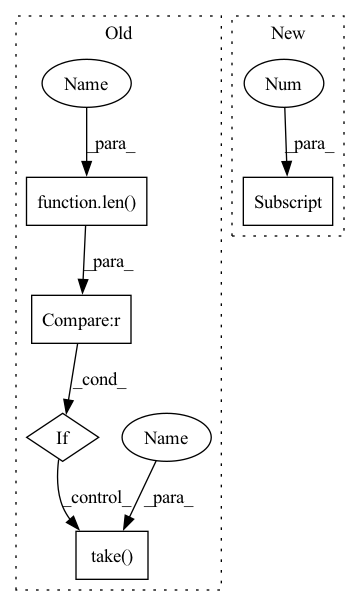 Old
New
Name
Num
_para_
_para_
function.len()
Subscript
_para_
Compare:r
_cond_
If
Name
_control_
_para_
take()